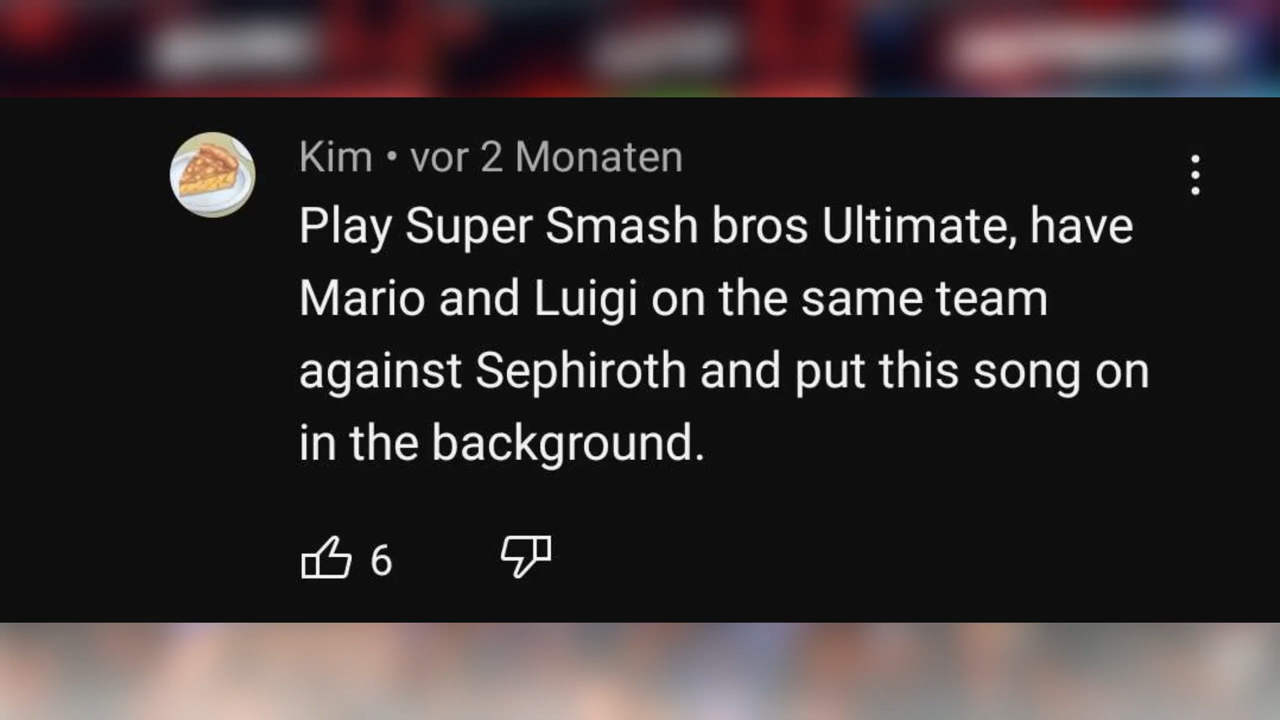 Kim • vor 2 Monaten
Play Super Smash bros Ultimate, have
Mario and Luigi on the same team
against Sephiroth and put this song on
in the background.
6